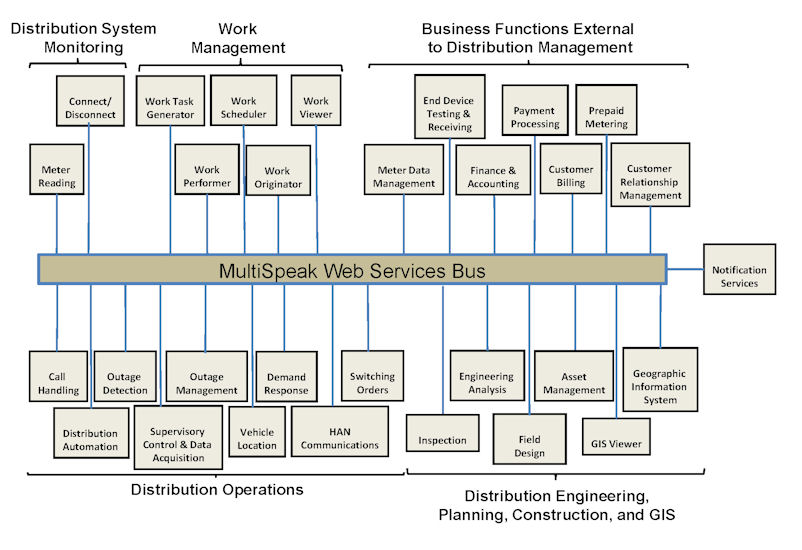 Distribution System
Monitoring
Work
Management
Business Functions External
to Distribution Management
Connect/
Disconnect
Work Task
Generator
Work
Scheduler
Work
Viewer
End Device
Testing &
Receiving
Payment
Processing
Prepaid
Metering
Meter
Reading
Work
Performer
Work
Originator
Meter Data
Management
Finance &
Accounting
Customer
Billing
Customer
Relationship
Management
MultiSpeak Web Services Bus
Notification
Services
Call
Handling
Outage
Detection
Outage
Management
Demand
Response
Switching
Orders
Engineering
Analysis
Asset
Management
Geographic
Information
System
Distribution
Automation
Supervisory
Control & Data
Acquisition
Vehicle
Location
HAN
Communications
Inspection
Field
Design
GIS Viewer
Distribution Operations
Distribution Engineering,
Planning, Construction, and GIS